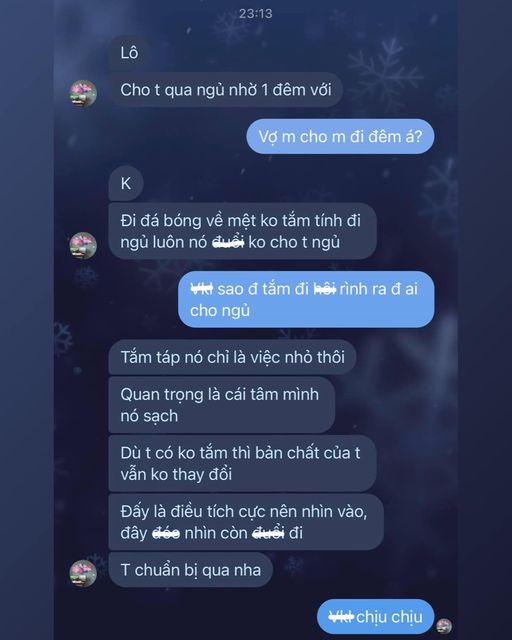 23:13
Lô
Cho t qua ngủ nhờ 1 đêm với
Vợ m cho m đi đêm á?
K
Đi đá bóng về mệt ko tắm tính đi
ngủ luôn nó đuổi ko cho t ngủ
Vkl sao đ tắm đi hôi rình ra đ ai
cho ngủ
Tắm táp nó chỉ là việc nhỏ thôi
Quan trọng là cái tâm mình
nó sạch
Dù t có ko tắm thì bản chất của t
vẫn ko thay đổi
Đấy là điều tích cực nên nhìn vào,
đây đéo nhìn còn đuổi đi
T chuẩn bị qua nha
Vkl chịu chịu